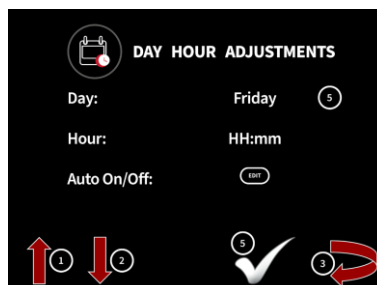 DAY HOUR ADJUSTMENTS
Day: Friday 5
Hour: HH:mm
Auto On/Off: EDIT
1 2 5 3